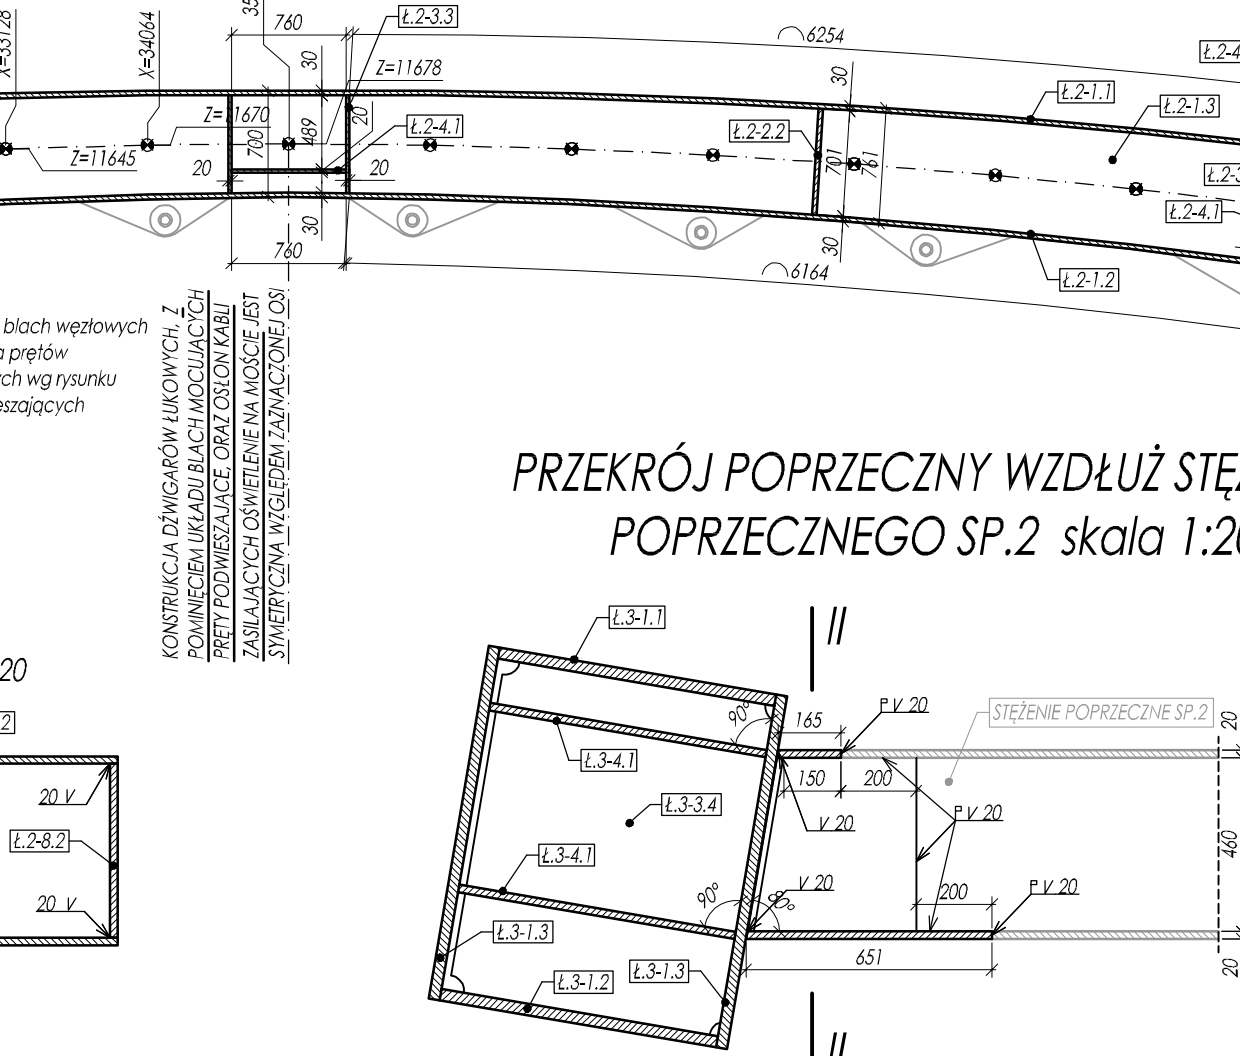 X=33128
X=34064
35
760
Ł.2-3.3
6254
Ł.2-4
30
Z=11678
30
Ł.2-1.1
Ł.2-1.3
Z=11670
700
489
20
Ł.2-4.1
Ł.2-2.2
Z=11645
20
20
701
761
Ł.2-3
Ł.2-4.1
30
30
760
6164
Ł.2-1.2
blach węzłowych
a prętów
ch wg rysunku
eszających
KONSTRUKCJA DŹWIGARÓW ŁUKOWYCH, Z
POMINIĘCIEM UKŁADU BLACH MOCUJĄCYCH
PRĘTY PODWIESZAJĄCE, ORAZ OSŁON KABLI
ZASILAJĄCYCH OŚWIETLENIE NA MOŚCIE JEST
SYMETRYCZNA WZGLĘDEM ZAZNACZONEJ OSI
PRZEKRÓJ POPRZECZNY WZDŁUŻ STĘŻ
POPRZECZNEGO SP.2 skala 1:20
Ł.3-1.1
II
20
2
90°
165
P V 20
STĘŻENIE POPRZECZNE SP.2
20
Ł.3-4.1
150
200
20 V
Ł.3-3.4
V 20
P V 20
Ł.2-8.2
Ł.3-4.1
460
20 V
90°
V 20
90°
200
P V 20
Ł.3-1.3
651
20
Ł.3-1.2
Ł.3-1.3
II